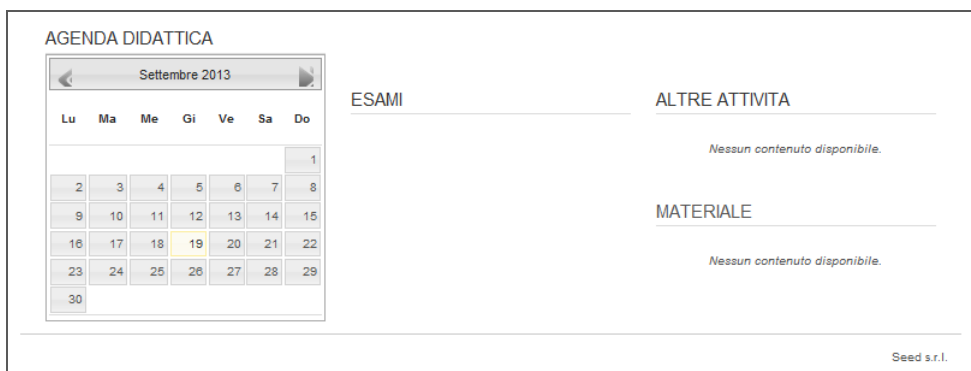 AGENDA DIDATTICA
Settembre 2013
Lu Ma Me Gi Ve Sa Do
1
2 3 4 5 6 7 8
9 10 11 12 13 14 15
16 17 18 19 20 21 22
23 24 25 26 27 28 29
30
ESAMI
ALTRE ATTIVITA
Nessun contenuto disponibile.
MATERIALE
Nessun contenuto disponibile.
Seed s.r.l.